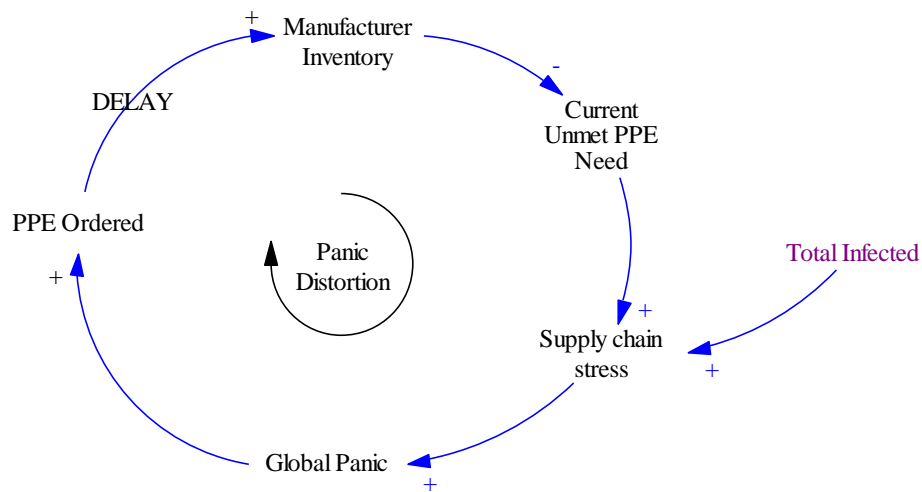 +
Manufacturer
Inventory
-
DELAY
Current
Unmet PPE
Need
PPE Ordered
+
Panic
Distortion
Total Infected
+
Supply chain
stress
+
Global Panic
+